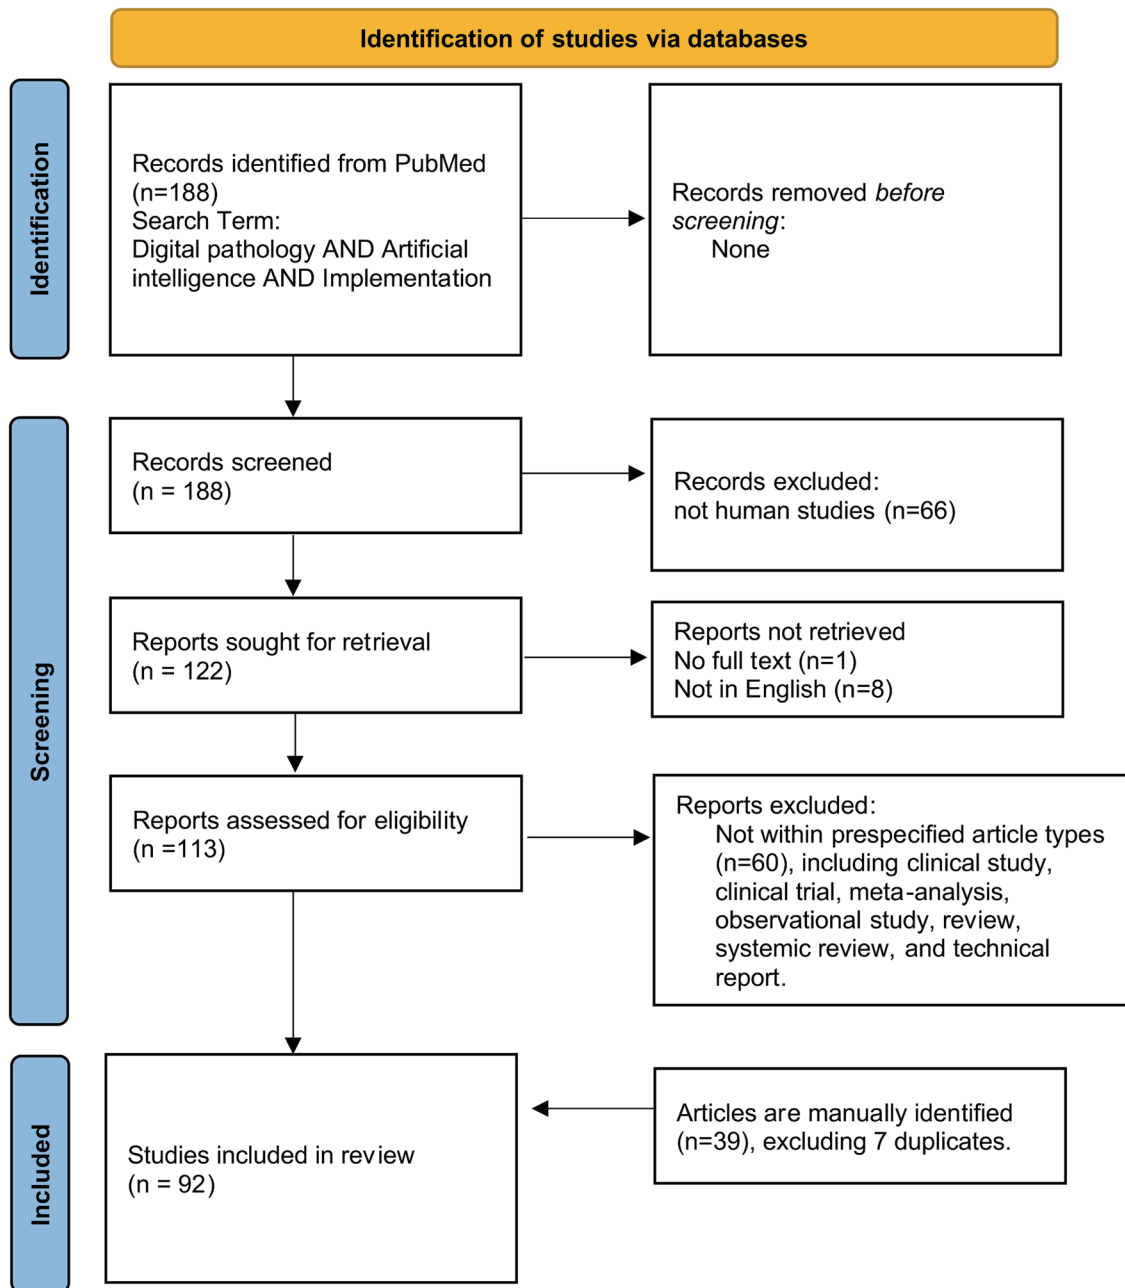 Identification of studies via databases
Identification
Records identified from PubMed
(n=188)
Search Term:
Digital pathology AND Artificial
intelligence AND Implementation
Records removed before
screening:
None
Screening
Records screened
(n = 188)
Records excluded:
not human studies (n=66)
Reports sought for retrieval
(n = 122)
Reports not retrieved
No full text (n=1)
Not in English (n=8)
Reports assessed for eligibility
(n =113)
Reports excluded:
Not within prespecified article types
(n=60), including clinical study,
clinical trial, meta-analysis,
observational study, review,
systemic review, and technical
report.
Included
Studies included in review
(n = 92)
Articles are manually identified
(n=39), excluding 7 duplicates.